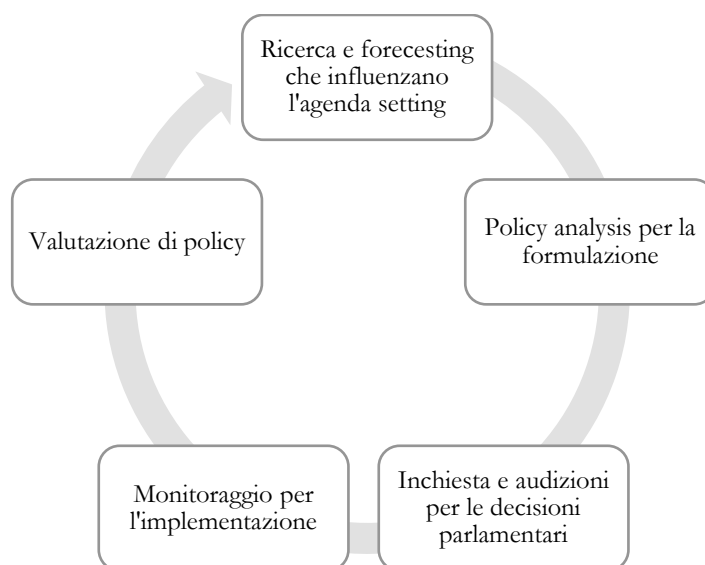 Ricerca e forecesting
che influenzano
l'agenda setting
Policy analysis per la
formulazione
Inchiesta e audizioni
per le decisioni
parlamentari
Monitoraggio per
l'implementazione
Valutazione di policy